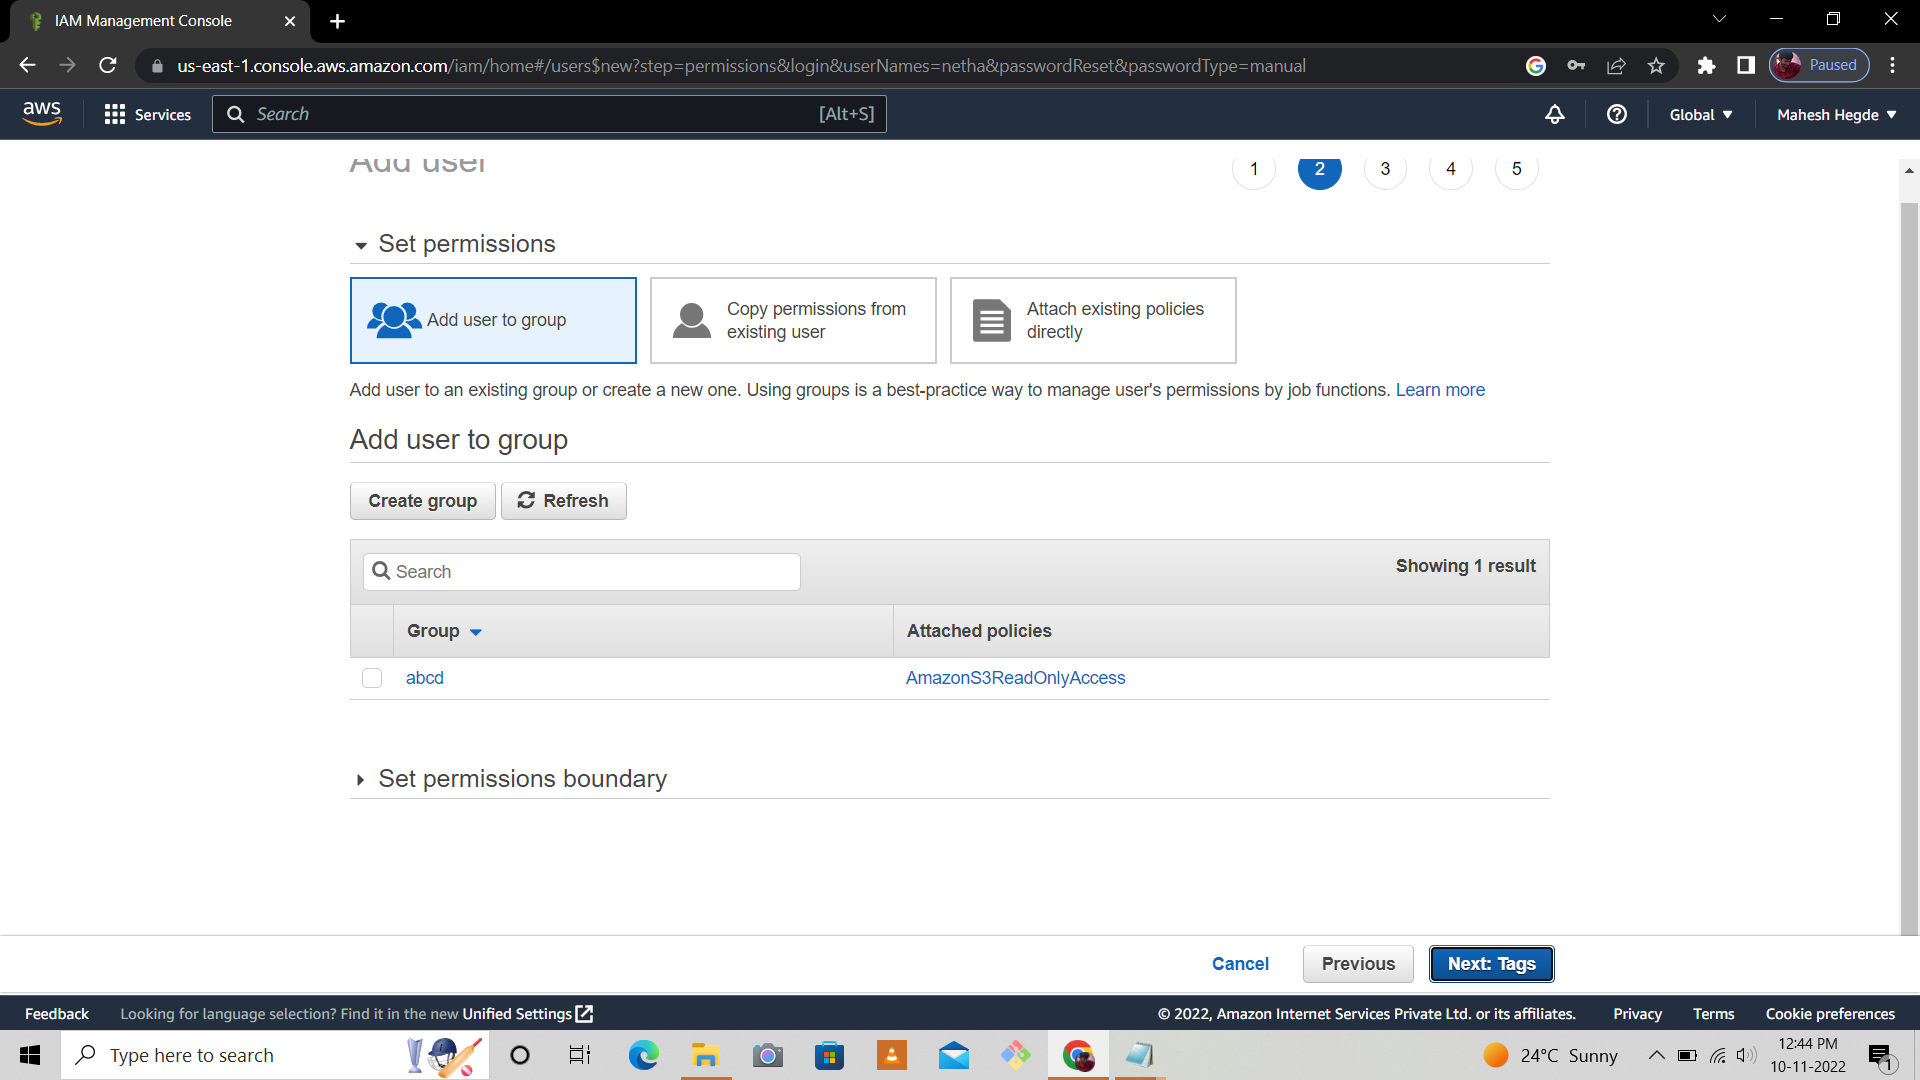 IAM Management Console
us-east-1.console.aws.amazon.com/iam/home#/users$new?step=permissions&login&userNames=netha&passwordReset&passwordType=manual
Paused
aws
Services
Search
[Alt+S]
Global
Mahesh Hegde
Add user
1
2
3
4
5
Set permissions
Add user to group
Copy permissions from
existing user
Attach existing policies
directly
Add user to an existing group or create a new one. Using groups is a best-practice way to manage user's permissions by job functions. Learn more
Add user to group
Create group
Refresh
Search
Showing 1 result
Group
Attached policies
abcd
AmazonS3ReadOnlyAccess
Set permissions boundary
Cancel
Previous
Next: Tags
Feedback
Looking for language selection? Find it in the new Unified Settings
© 2022, Amazon Internet Services Private Ltd. or its affiliates.
Privacy
Terms
Cookie preferences
Type here to search
24°C Sunny
12:44 PM
10-11-2022
1